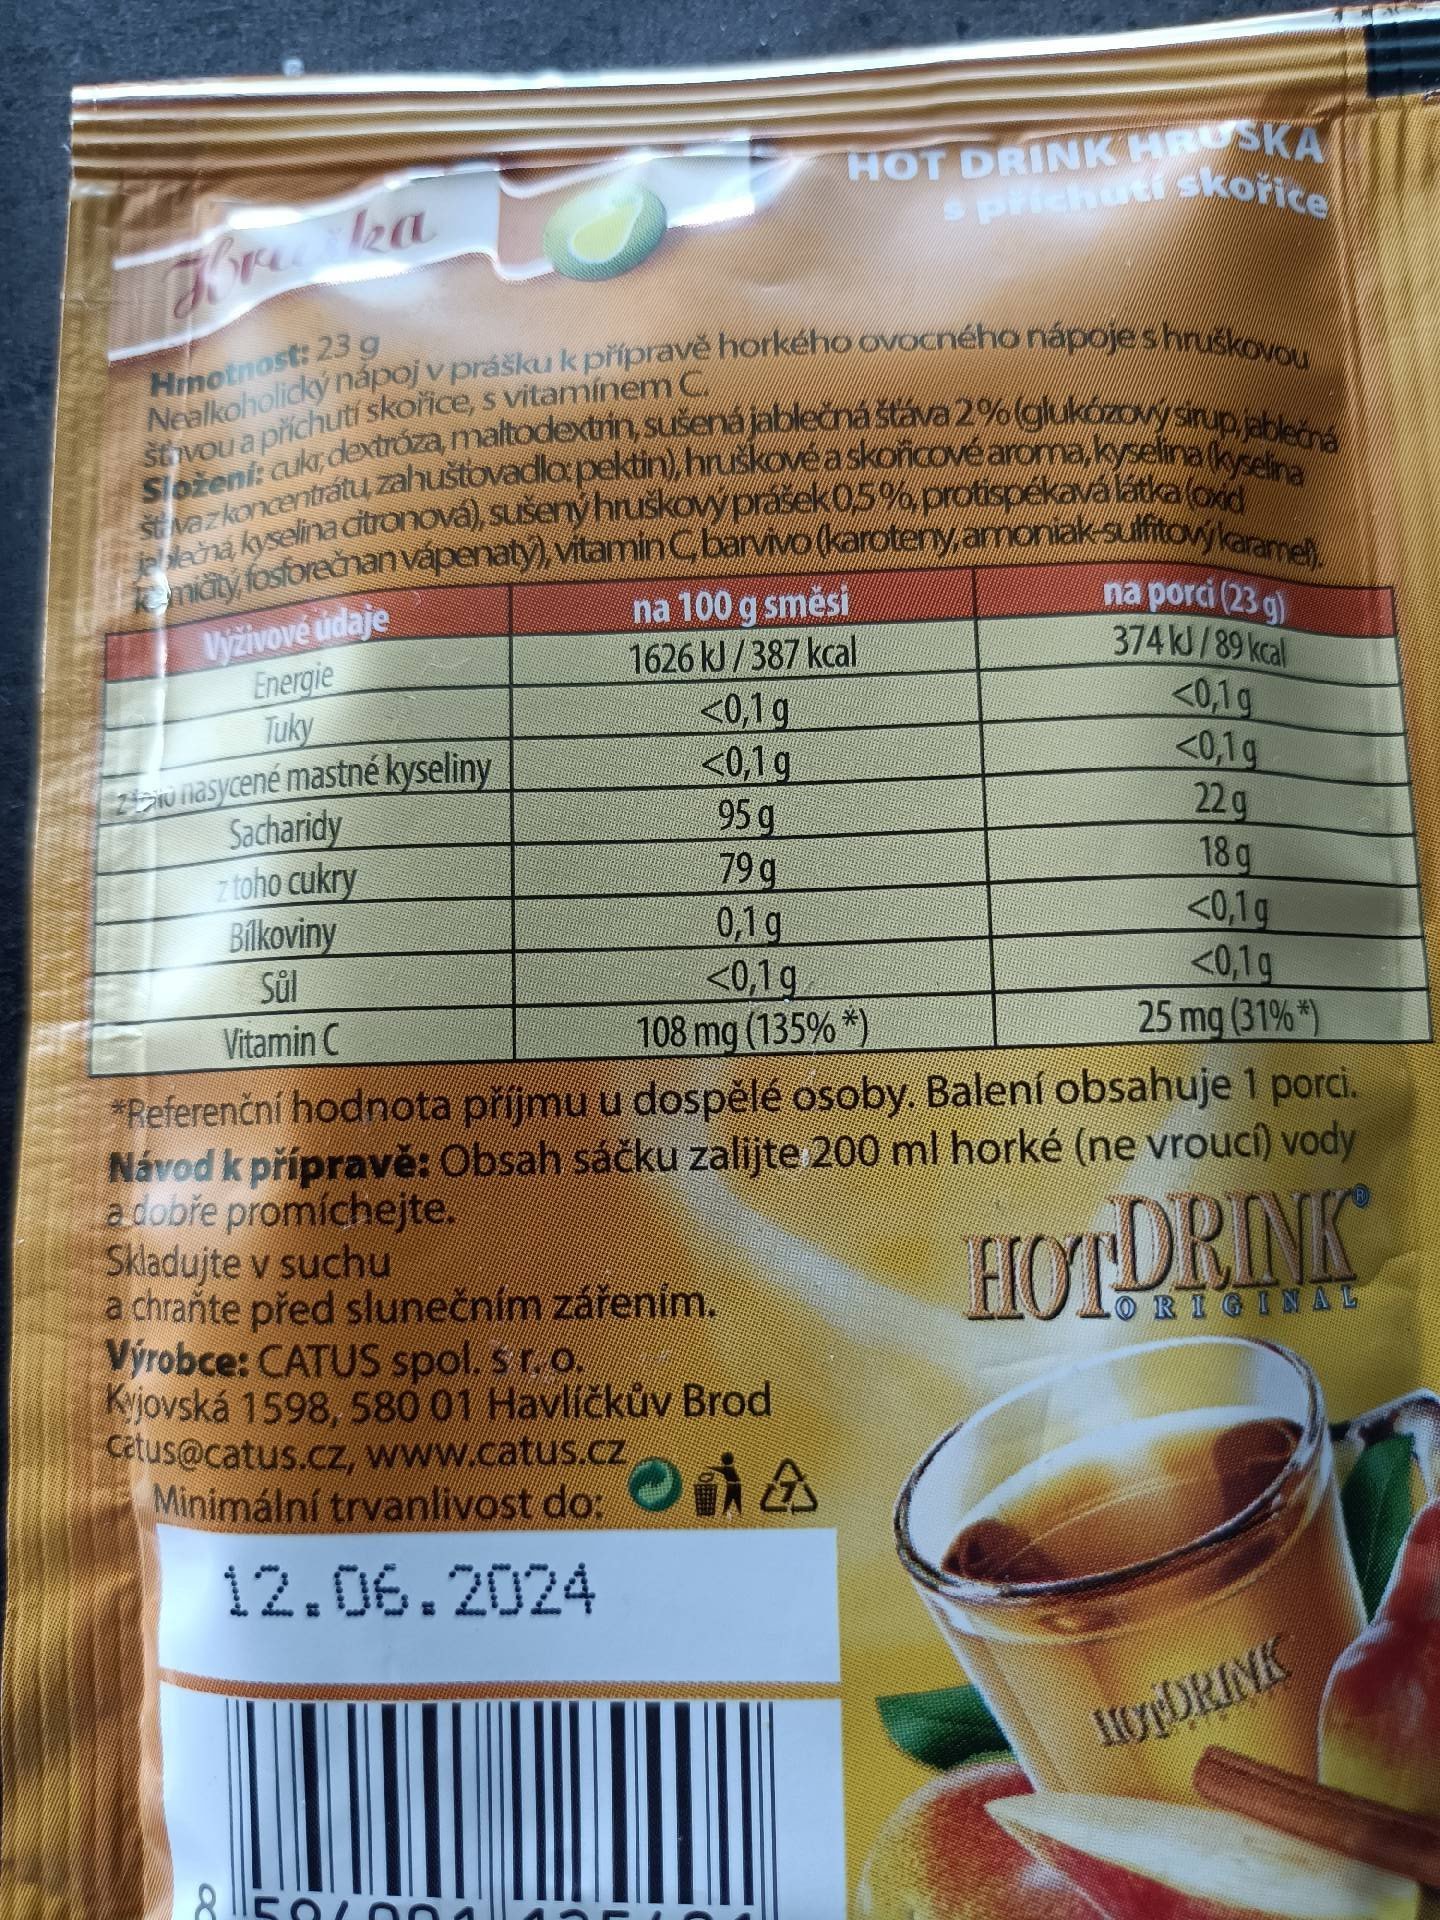 Hruška
HOT DRINK HRUŠKA
s příchutí skořice
Hmotnost: 23 g
Nealkoholický nápoj v prášku k přípravě horkého ovocného nápoje s hruškovou
šťávou a příchutí skořice, s vitamínem C.
Složení: cukr, dextróza, maltodextrin, sušená jablečná šťáva 2% (glukózový sirup, jablečná
šťáva z koncentrátu, zahušťovadlo: pektin), hruškové a skořicové aroma, kyselina (kyselina
jablečná, kyselina citronová), sušený hruškový prášek 0,5%, protispékavá látka (oxid
křemičitý, fosforečnan vápenatý), vitamin C, barvivo (karoteny, amoniak-sulfitový karamel).
Výživové údaje na 100 g směsi na porci (23 g)
Energie 1626 kJ / 387 kcal 374 kJ / 89 kcal
Tuky <0,1 g <0,1 g
z toho nasycené mastné kyseliny <0,1 g <0,1 g
Sacharidy 95 g 22 g
z toho cukry 79 g 18 g
Bílkoviny 0,1 g <0,1 g
Sůl <0,1 g <0,1 g
Vitamin C 108 mg (135% *) 25 mg (31% *)
*Referenční hodnota příjmu u dospělé osoby. Balení obsahuje 1 porci.
Návod k přípravě: Obsah sáčku zalijte 200 ml horké (ne vroucí) vody
a dobře promíchejte.
Skladujte v suchu
a chraňte před slunečním zářením.
Výrobce: CATUS spol. s r. o.
Kyjovská 1598, 580 01 Havlíčkův Brod
catus@catus.cz, www.catus.cz
Minimální trvanlivost do:
7
12.06.2024
HOTDRINK®
ORIGINAL
HOTDRINK
8